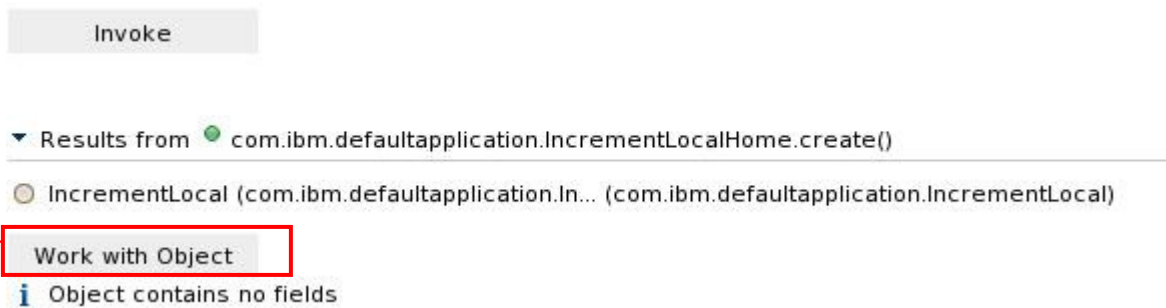 Invoke
Results from com.ibm.defaultapplication.IncrementLocalHome.create()
IncrementLocal (com.ibm.defaultapplication.In... (com.ibm.defaultapplication.IncrementLocal)
Work with Object
Object contains no fields